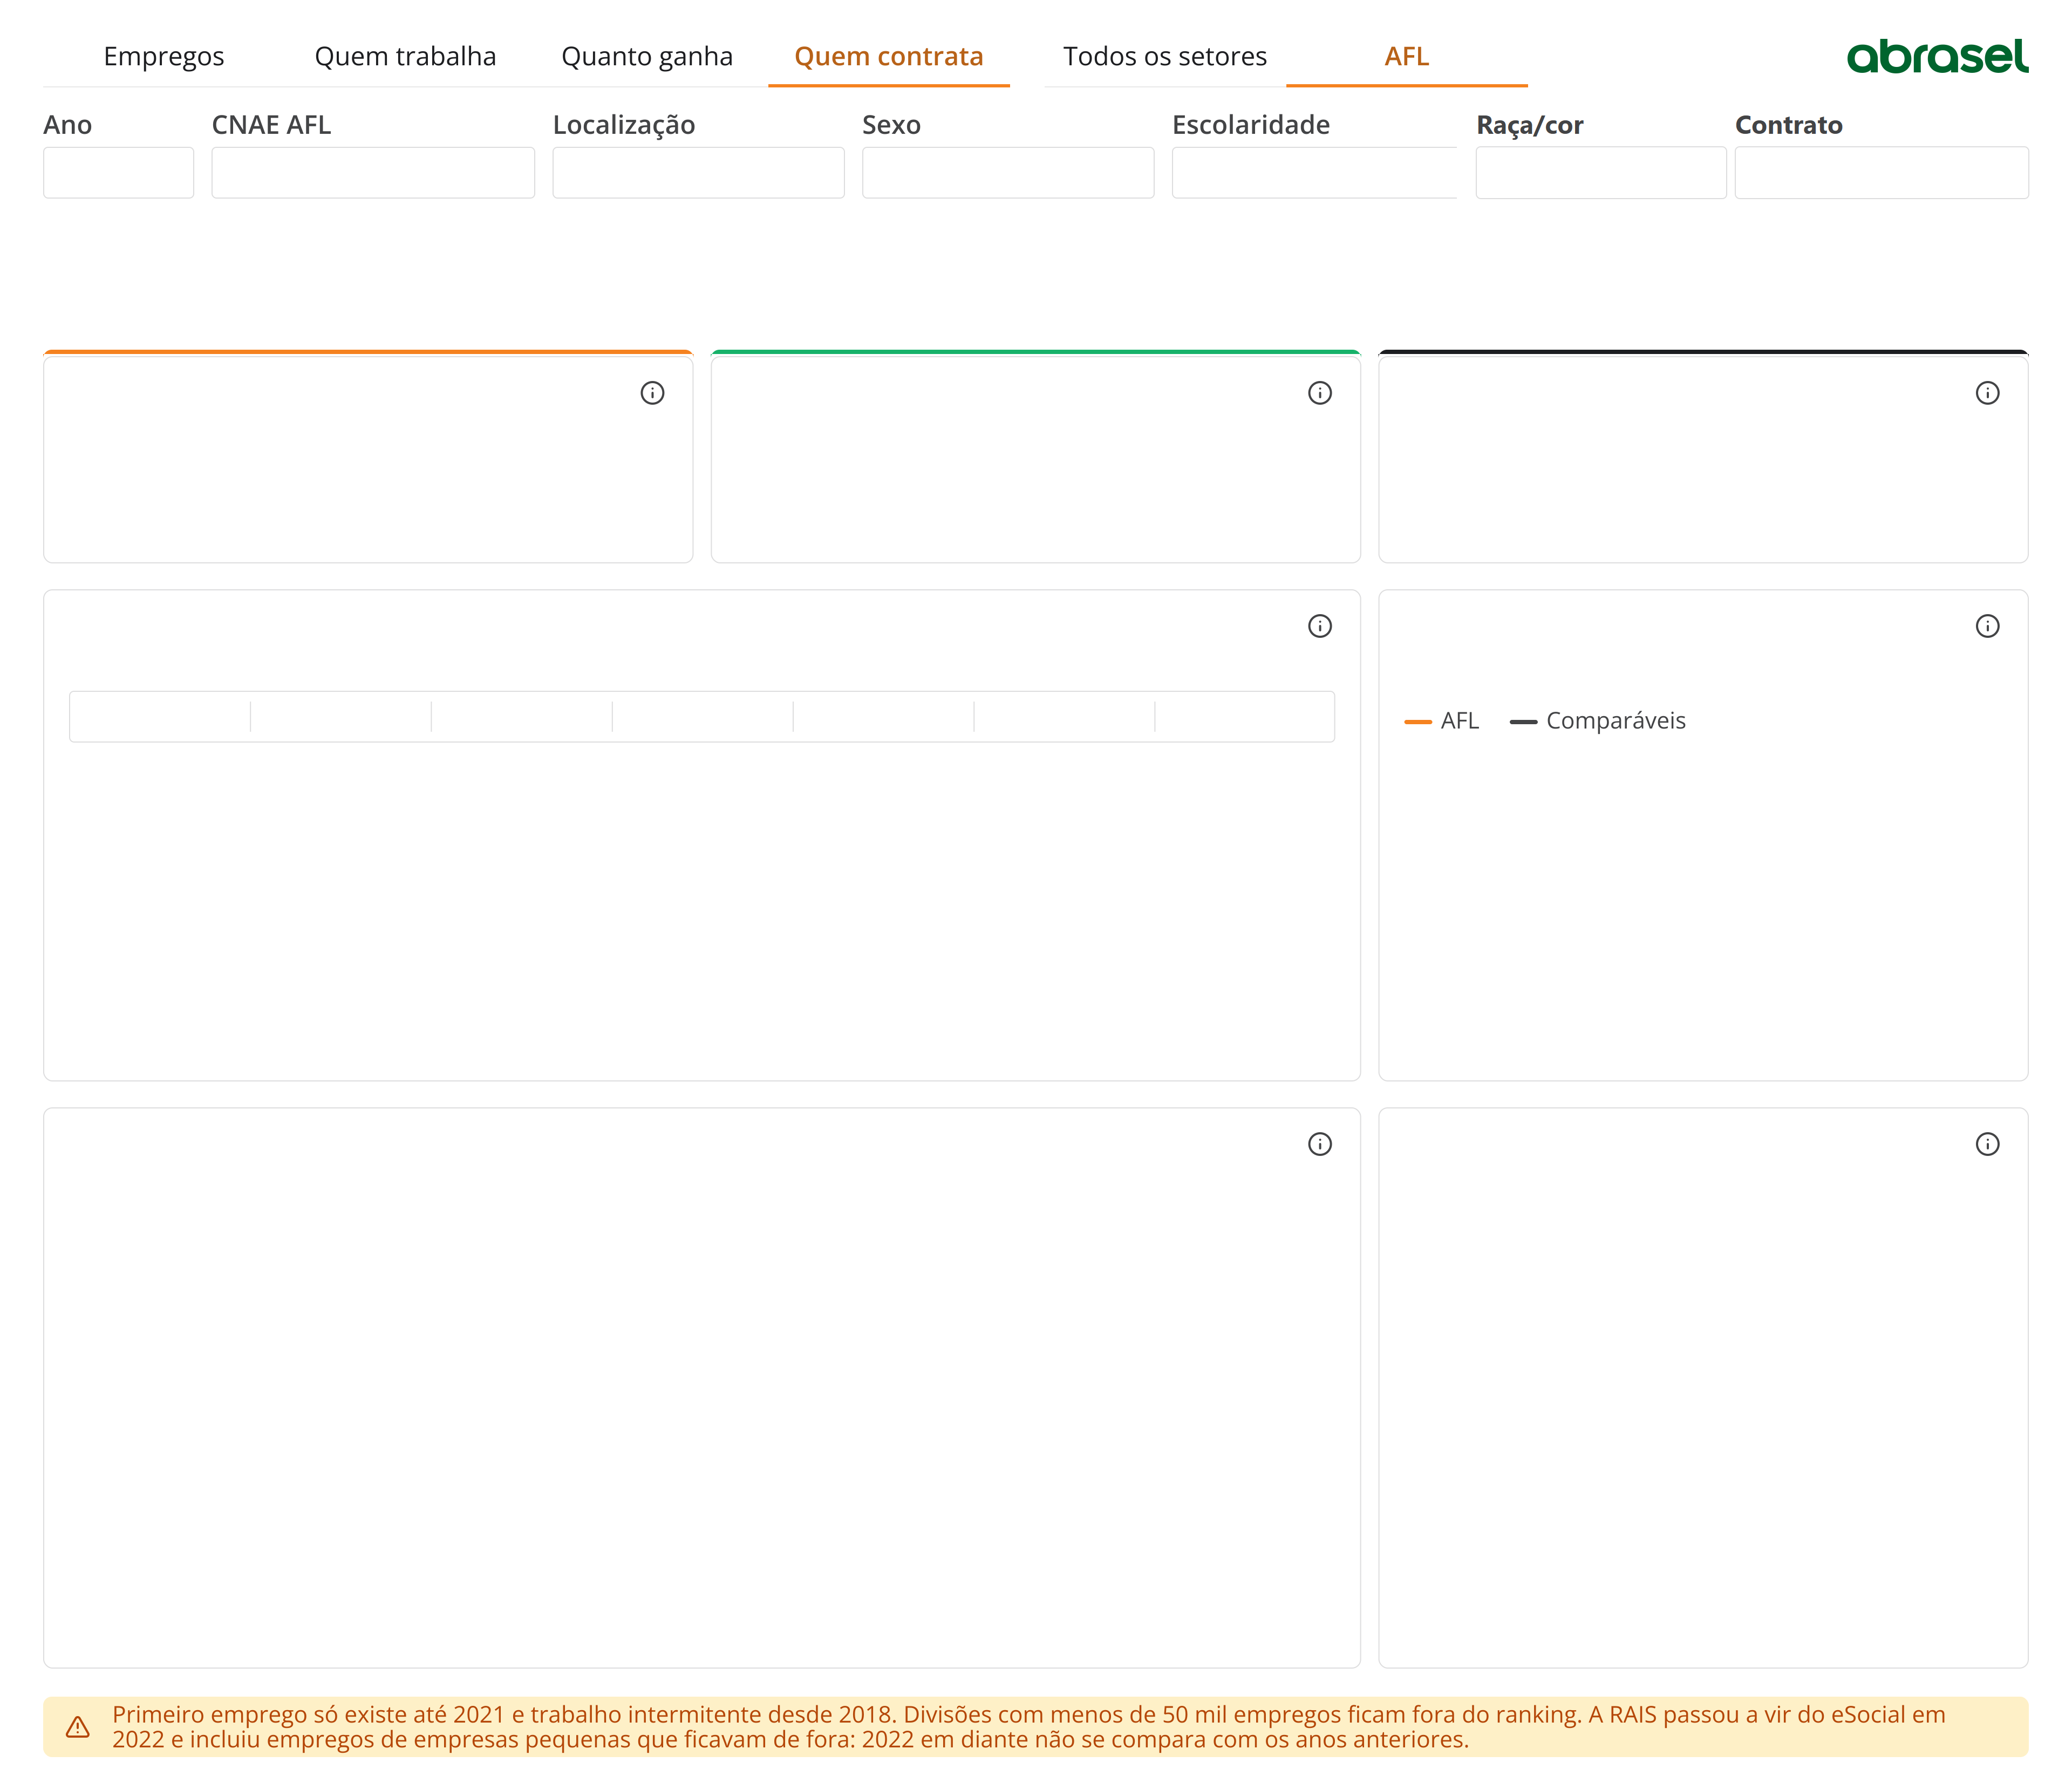 Empregos
Quem trabalha
Quanto ganha
Quem contrata
Todos os setores
AFL
abrasel
Ano
CNAE AFL
Localização
Sexo
Escolaridade
Raça/cor
Contrato
AFL
Comparáveis
Primeiro emprego só existe até 2021 e trabalho intermitente desde 2018. Divisões com menos de 50 mil empregos ficam fora do ranking. A RAIS passou a vir do eSocial em
2022 e incluiu empregos de empresas pequenas que ficavam de fora: 2022 em diante não se compara com os anos anteriores.